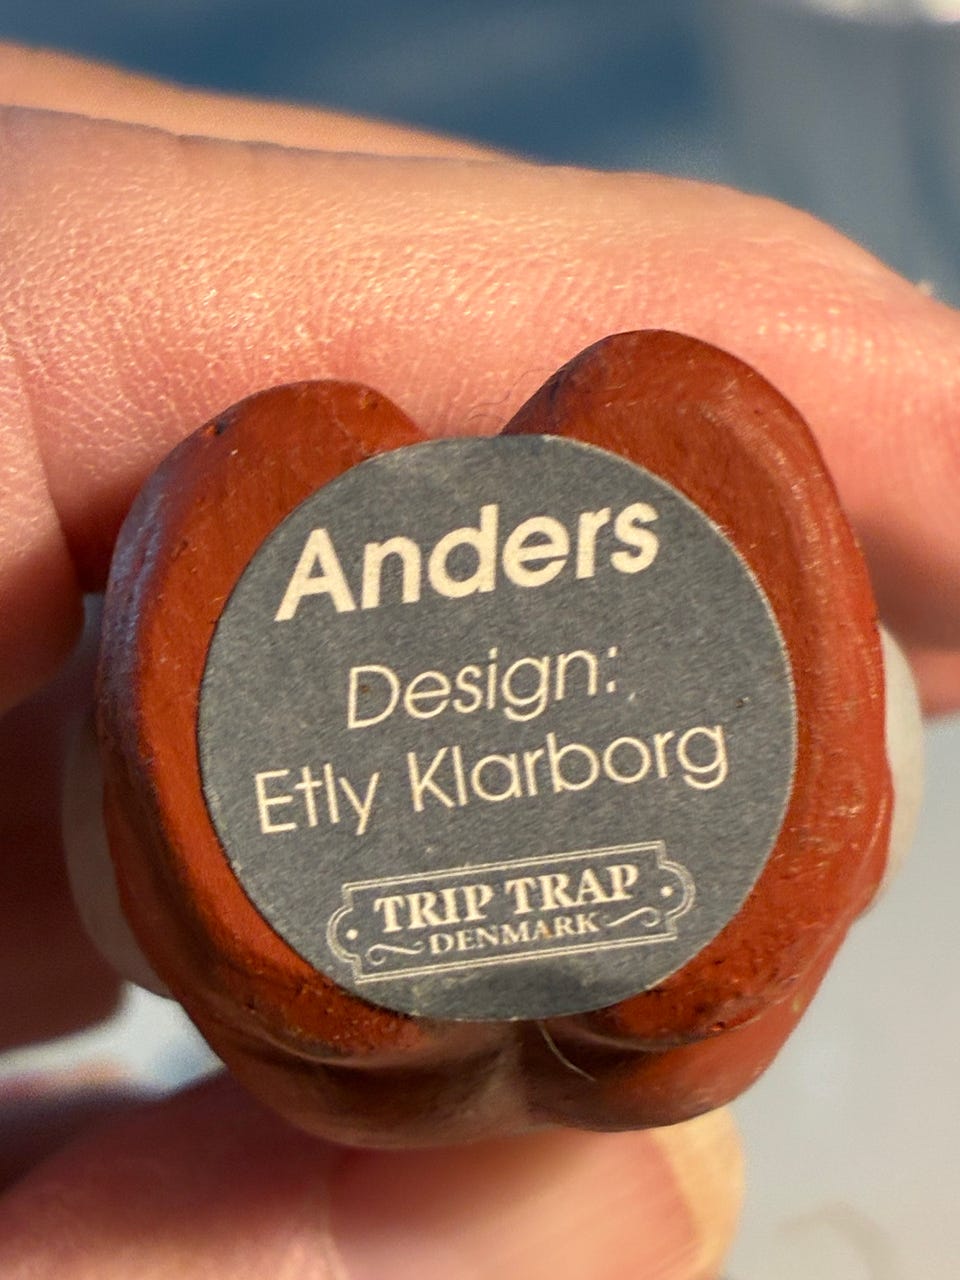 Anders
Design:
Etly Klarborg
TRIP TRAP
DENMARK